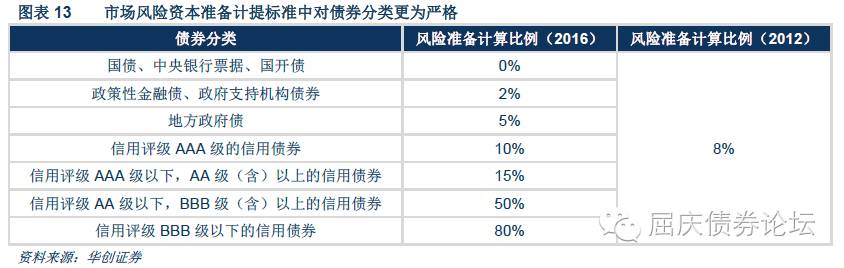 图表 13 市场风险资本准备计提标准中对债券分类更为严格
债券分类 风险准备计算比例（2016） 风险准备计算比例（2012）
国债、中央银行票据、国开债 0%
政策性金融债、政府支持机构债券 2%
地方政府债 5%
信用评级 AAA 级的信用债券 10% 8%
信用评级 AAA 级以下，AA 级（含）以上的信用债券 15%
信用评级 AA 级以下，BBB 级（含）以上的信用债券 50%
信用评级 BBB 级以下的信用债券 80%
屈庆债券论坛
资料来源：华创证券